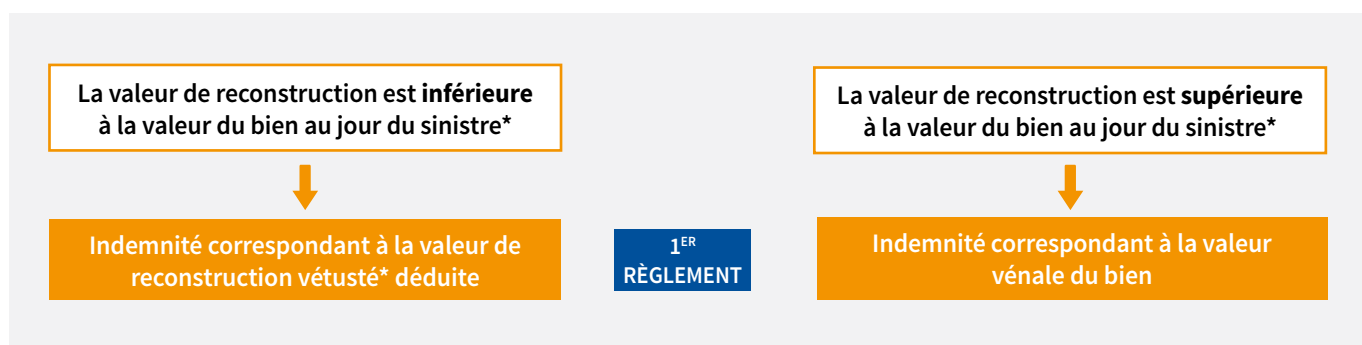 La valeur de reconstruction est inférieure
à la valeur du bien au jour du sinistre*
Indemnité correspondant à la valeur de
reconstruction vétusté* déduite
1ER
RÈGLEMENT
La valeur de reconstruction est supérieure
à la valeur du bien au jour du sinistre*
Indemnité correspondant à la valeur
vénale du bien